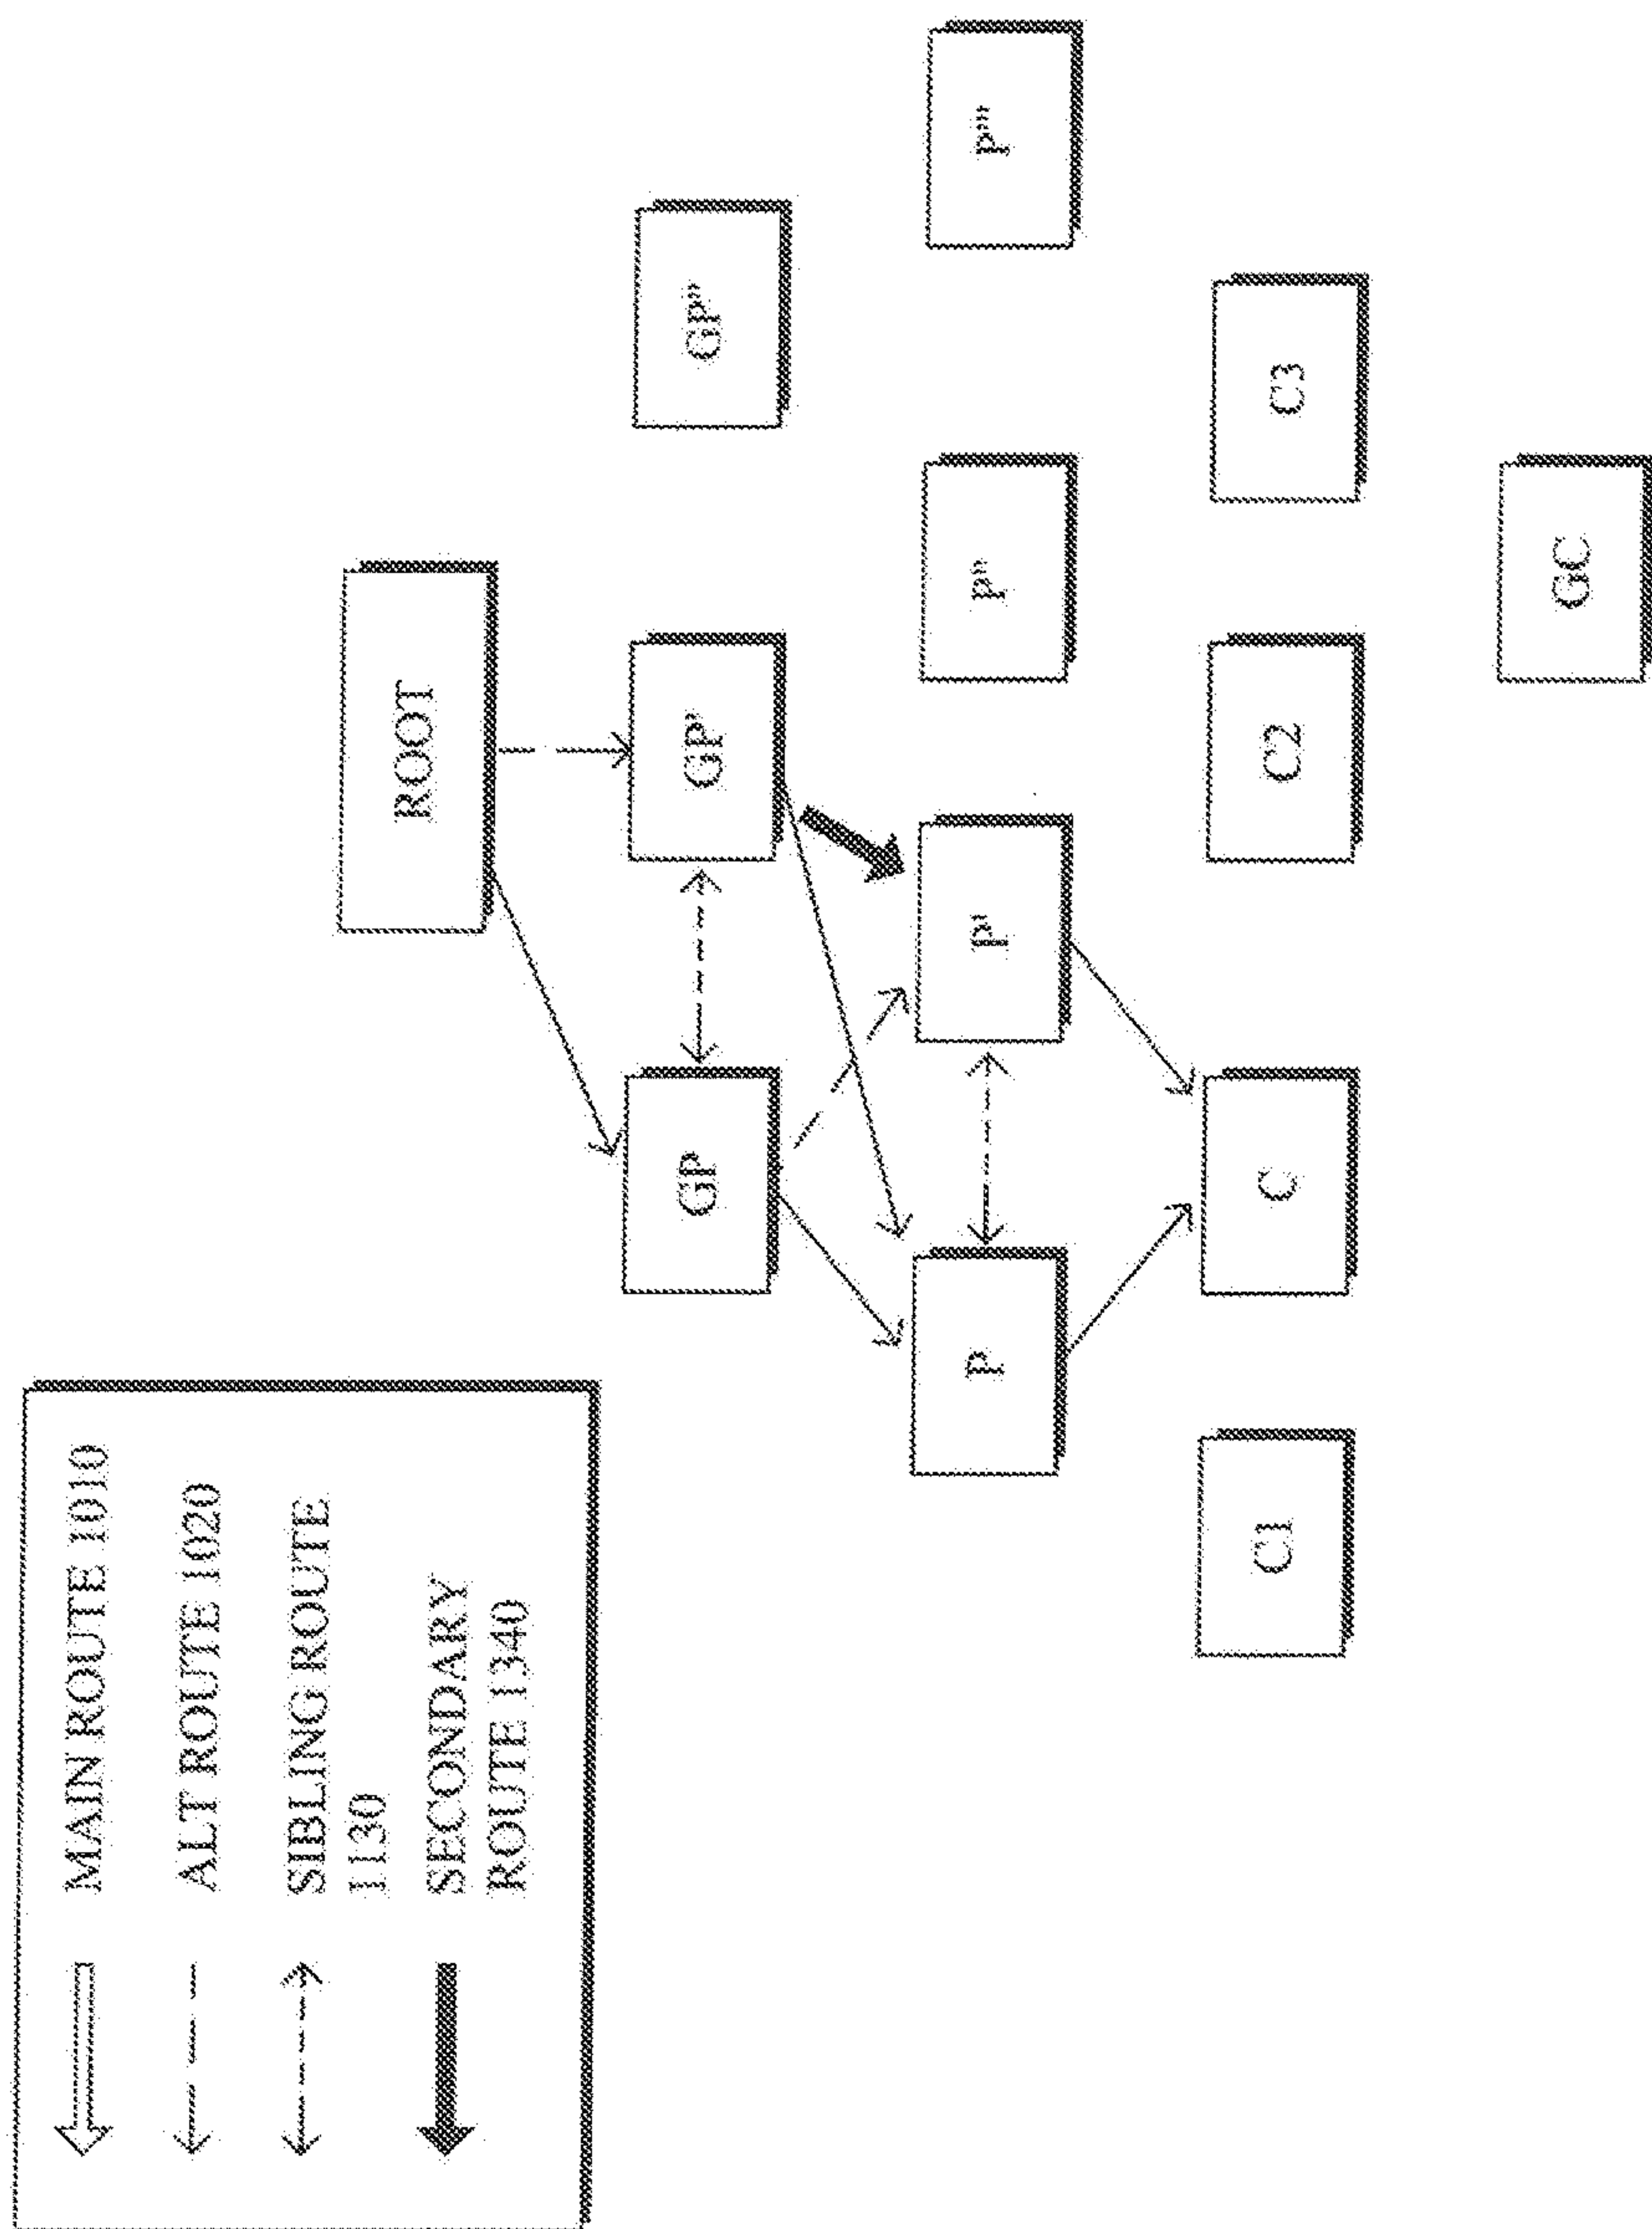 MAIN ROUTE 1010
ALT ROUTE 1020
SIBLING ROUTE
1130
SECONDARY
ROUTE 1340
ROOT
GP
GP'
GP"
P
P'
P"
P'"
C1
C
C2
C3
GC